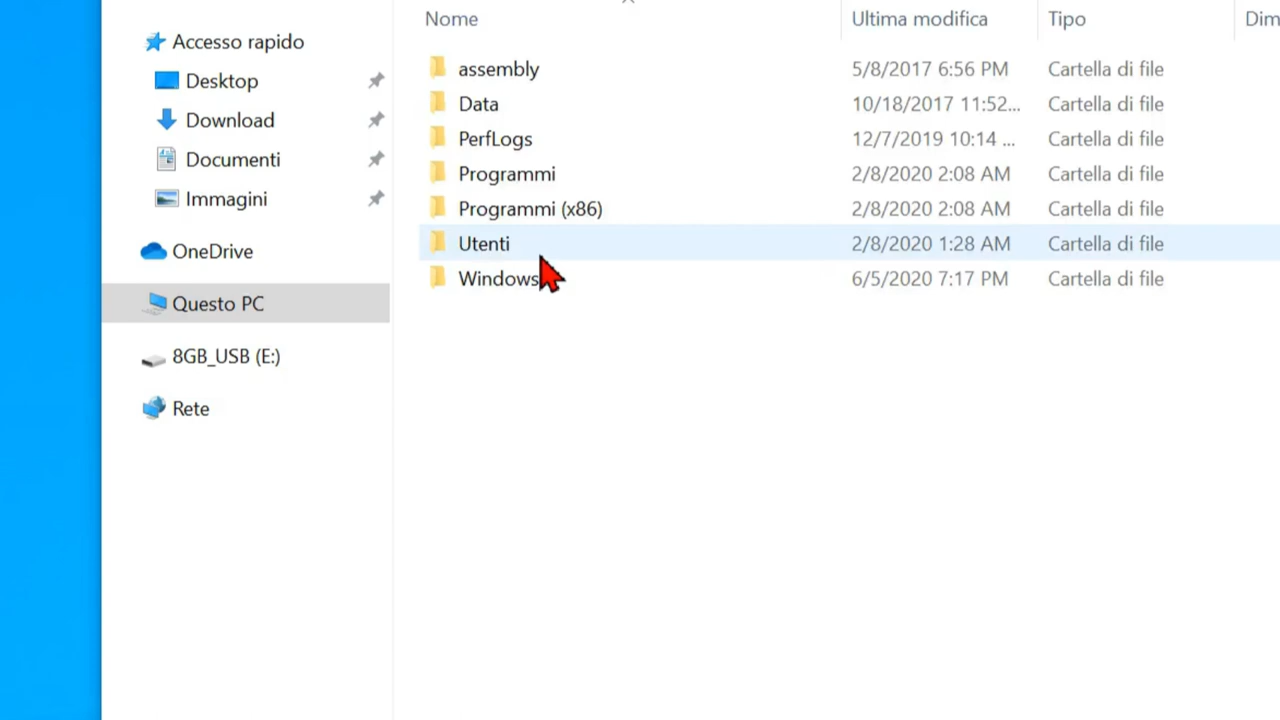 Accesso rapido
Desktop
Download
Documenti
Immagini
OneDrive
Questo PC
8GB_USB (E:)
Rete
Nome Ultima modifica Tipo Dim
assembly 5/8/2017 6:56 PM Cartella di file
Data 10/18/2017 11:52... Cartella di file
PerfLogs 12/7/2019 10:14 ... Cartella di file
Programmi 2/8/2020 2:08 AM Cartella di file
Programmi (x86) 2/8/2020 2:08 AM Cartella di file
Utenti 2/8/2020 1:28 AM Cartella di file
Windows 6/5/2020 7:17 PM Cartella di file